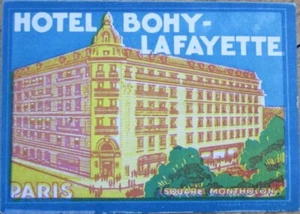 HOTEL BOHY-
LAFAYETTE
PARIS
SQUARE MONTHOLON